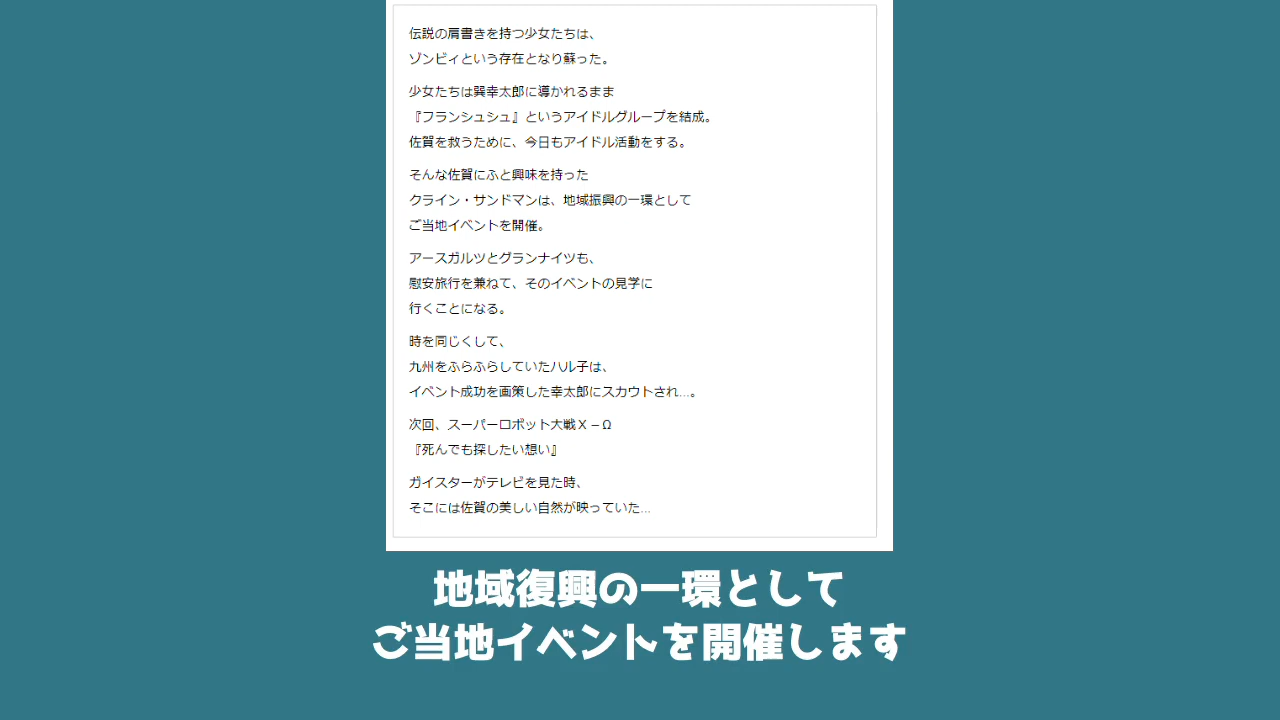 伝説の肩書きを持つ少女たちは、
ゾンビィという存在となり蘇った。
少女たちは巽幸太郎に導かれるまま
『フランシュシュ』というアイドルグループを結成。
佐賀を救うために、今日もアイドル活動をする。
そんな佐賀にふと興味を持った
クライン・サンドマンは、地域振興の一環として
ご当地イベントを開催。
アースガルツとグランナイツも、
慰安旅行を兼ねて、そのイベントの見学に
行くことになる。
時を同じくして、
九州をふらふらしていたハル子は、
イベント成功を画策した幸太郎にスカウトされ…。
次回、スーパーロボット大戦Ｘ－Ω
『死んでも探したい想い』
ガイスターがテレビを見た時、
そこには佐賀の美しい自然が映っていた…
地域復興の一環として
ご当地イベントを開催します